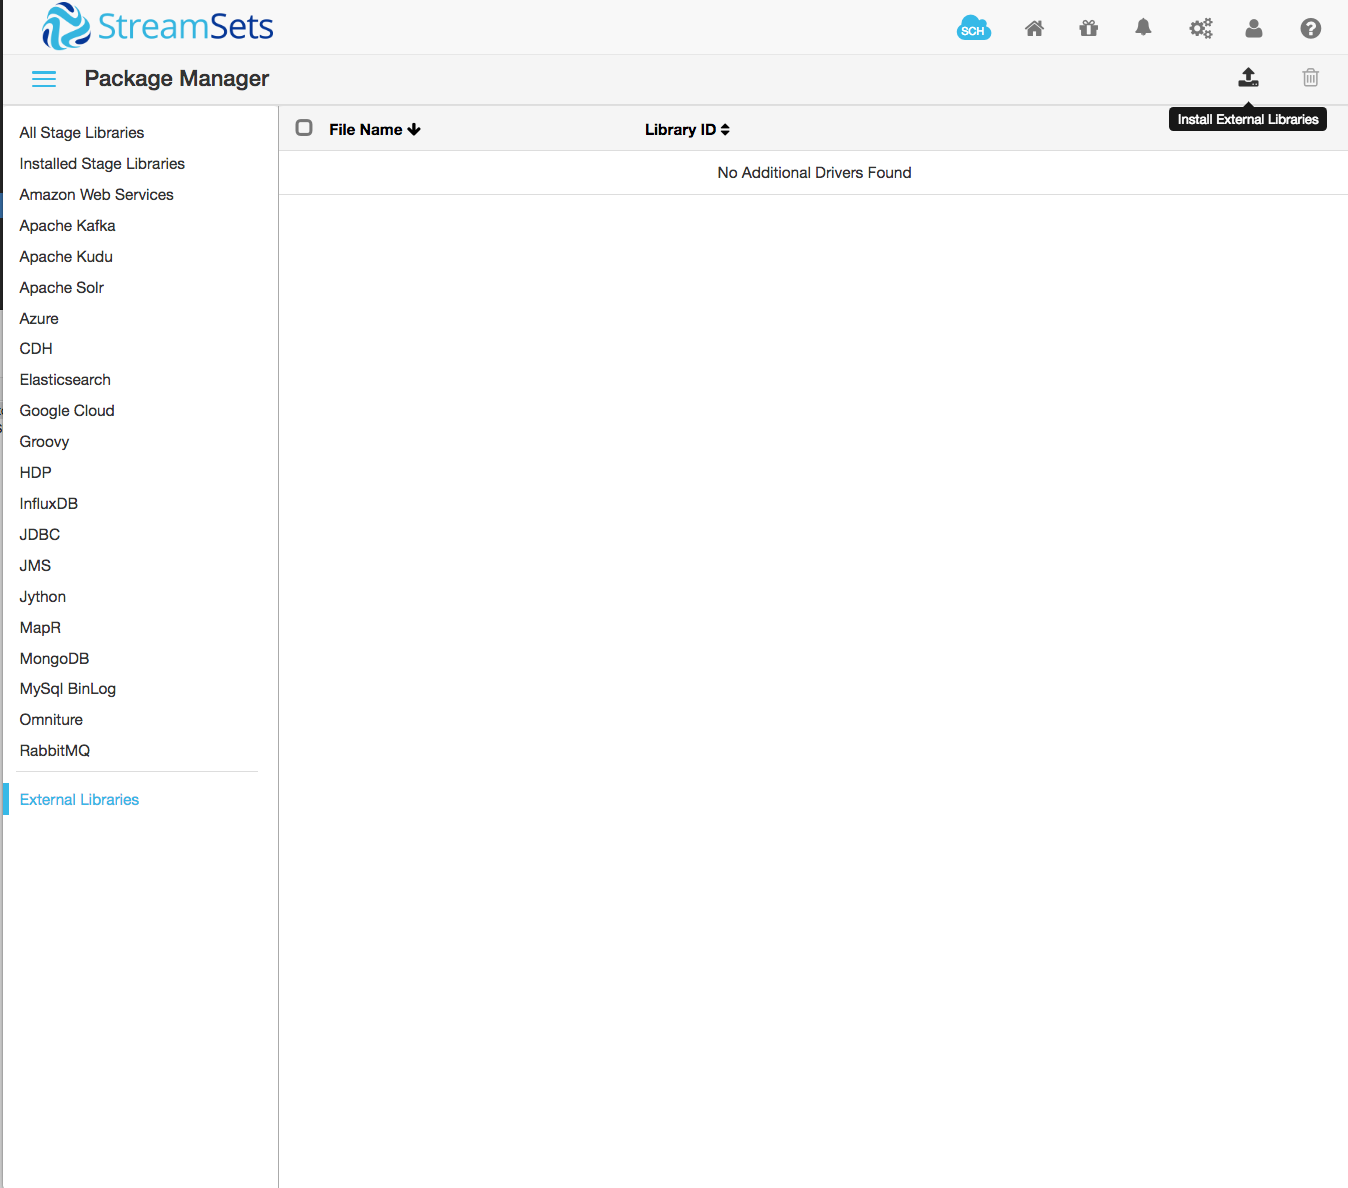 StreamSets
SCH
Package Manager
Install External Libraries
File Name
Library ID
No Additional Drivers Found
All Stage Libraries
Installed Stage Libraries
Amazon Web Services
Apache Kafka
Apache Kudu
Apache Solr
Azure
CDH
Elasticsearch
Google Cloud
Groovy
HDP
InfluxDB
JDBC
JMS
Jython
MapR
MongoDB
MySql BinLog
Omniture
RabbitMQ
External Libraries